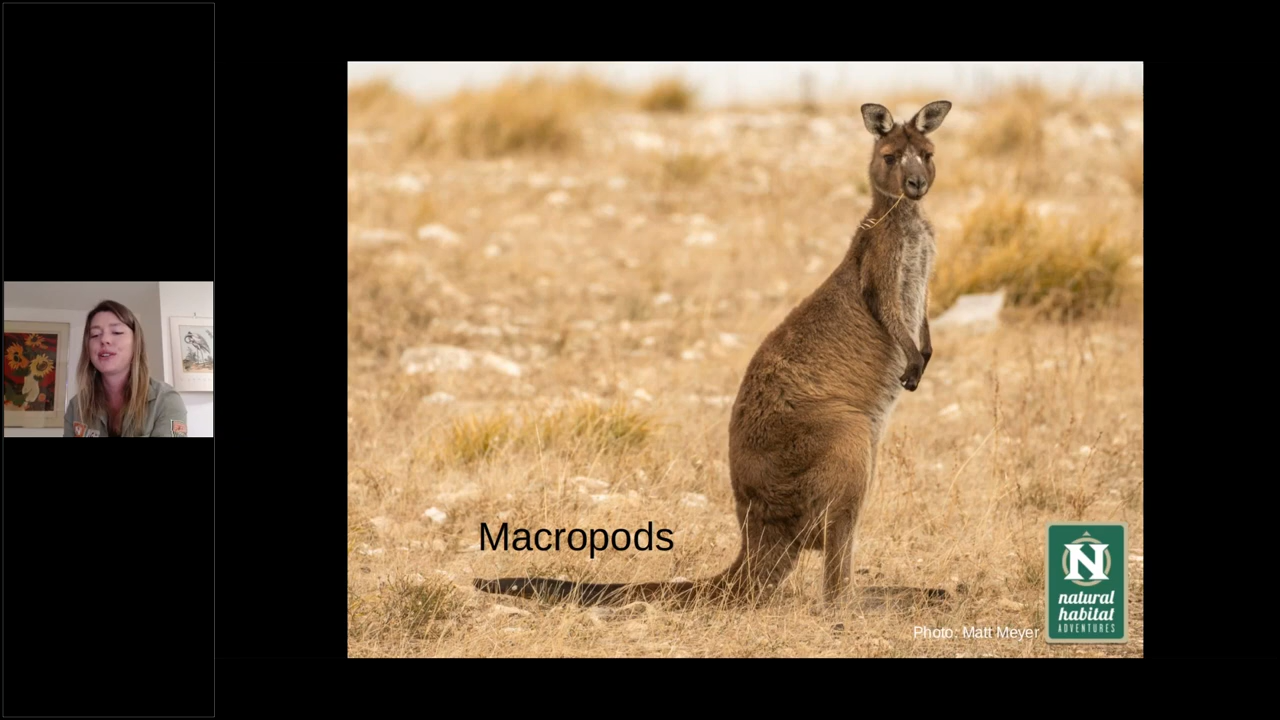 Macropods
N
natural
habitat
ADVENTURES
Photo: Matt Meyer